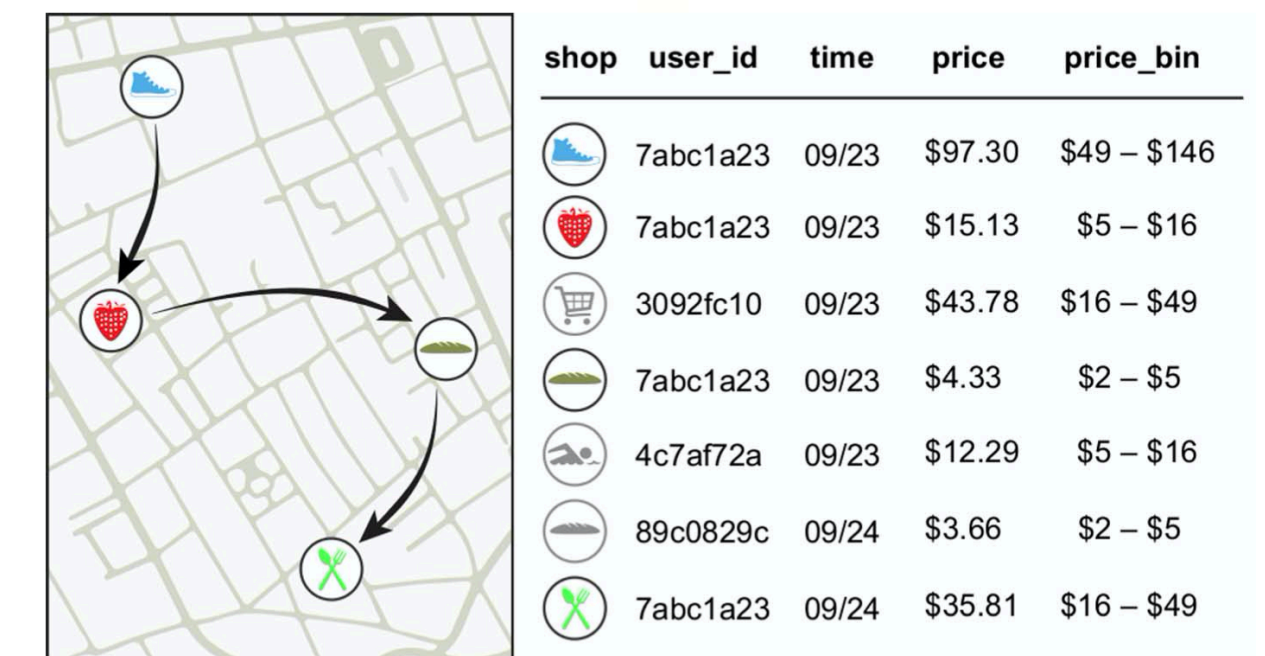 shop user_id time price price_bin
7abc1a23 09/23 $97.30 $49 – $146
7abc1a23 09/23 $15.13 $5 – $16
3092fc10 09/23 $43.78 $16 – $49
7abc1a23 09/23 $4.33 $2 – $5
4c7af72a 09/23 $12.29 $5 – $16
89c0829c 09/24 $3.66 $2 – $5
7abc1a23 09/24 $35.81 $16 – $49